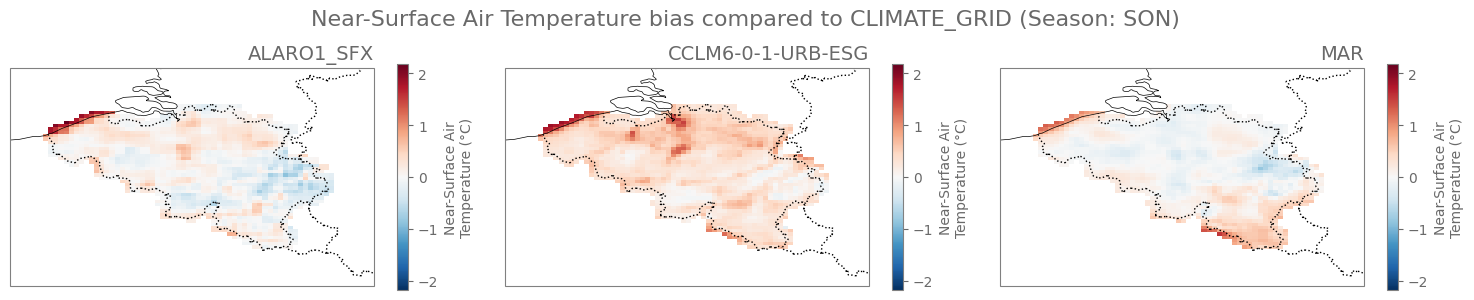 Near-Surface Air Temperature bias compared to CLIMATE_GRID (Season: SON)
ALARO1_SFX
2
1
0
−1
−2
Near-Surface Air
Temperature (°C)
CCLM6-0-1-URB-ESG
2
1
0
−1
−2
Near-Surface Air
Temperature (°C)
MAR
2
1
0
−1
−2
Near-Surface Air
Temperature (°C)